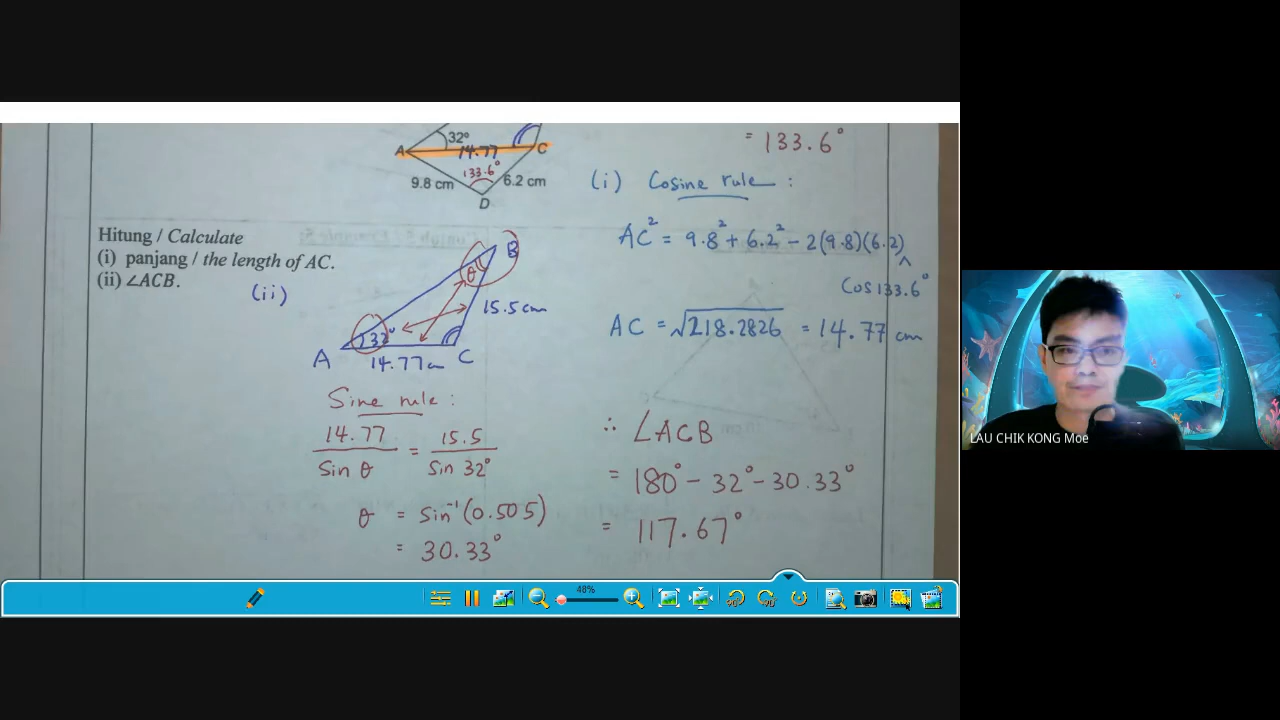 = 133.6°
32°
A
14.77
C
133.6°
9.8 cm
6.2 cm
D
(i) Cosine rule :
Hitung / Calculate
(i) panjang / the length of AC.
(ii) ∠ACB.
AC² = 9.8² + 6.2² - 2(9.8)(6.2)
Cos 133.6°
AC = √218.2826 = 14.77 cm
(ii)
B
θ
15.5 cm
32°
A
C
14.77 cm
Sine rule :
14.77 / Sin θ = 15.5 / Sin 32°
θ = Sin⁻¹(0.505)
= 30.33°
∴ ∠ACB
= 180° - 32° - 30.33°
= 117.67°
48%
LAU CHIK KONG Moe